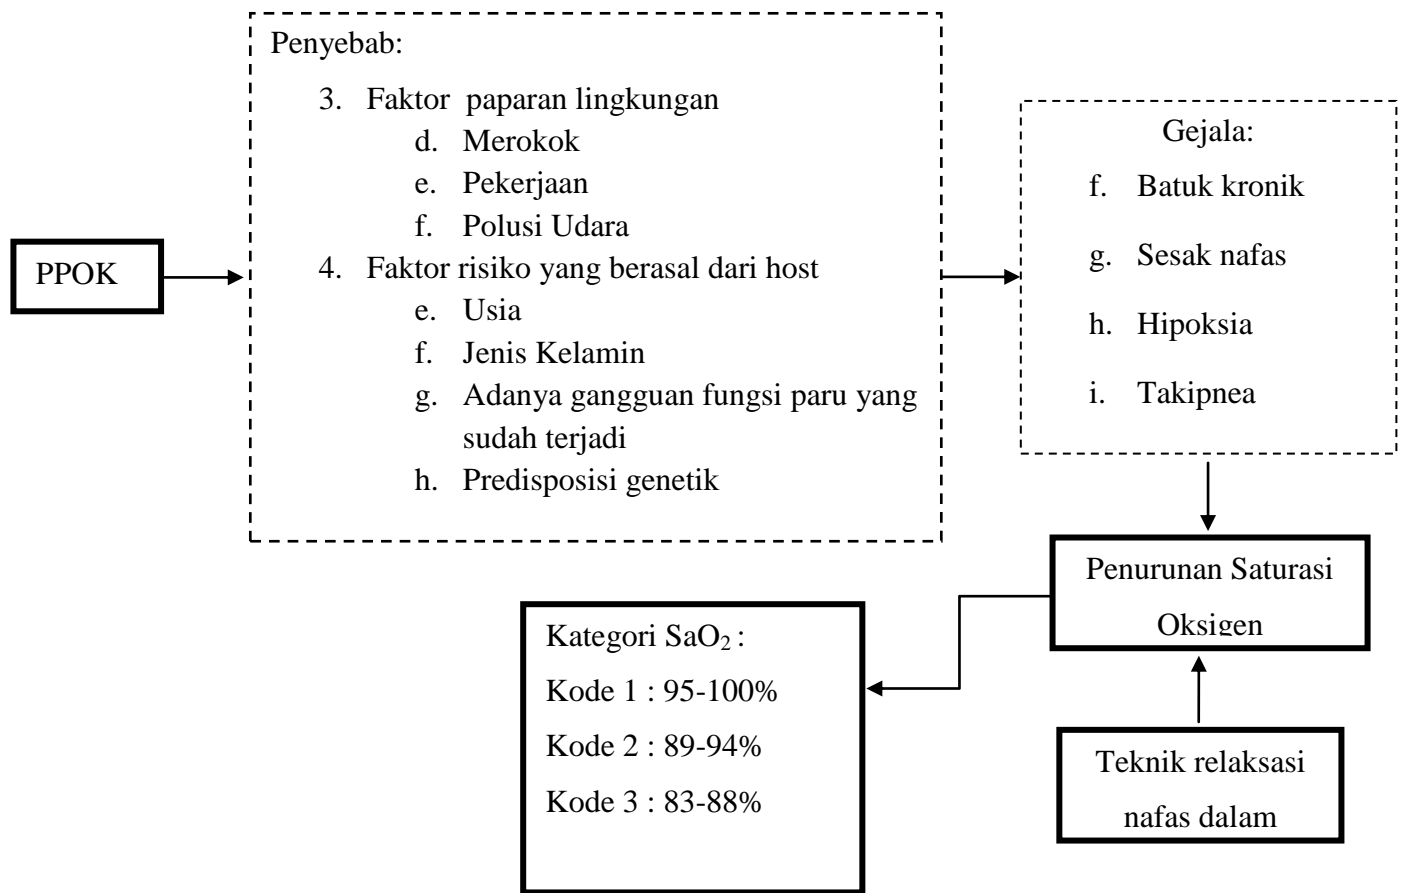 PPOK
Penyebab:
3. Faktor paparan lingkungan
d. Merokok
e. Pekerjaan
f. Polusi Udara
4. Faktor risiko yang berasal dari host
e. Usia
f. Jenis Kelamin
g. Adanya gangguan fungsi paru yang
sudah terjadi
h. Predisposisi genetik
Gejala:
f. Batuk kronik
g. Sesak nafas
h. Hipoksia
i. Takipnea
Penurunan Saturasi
Oksigen
Kategori SaO₂ :
Kode 1 : 95-100%
Kode 2 : 89-94%
Kode 3 : 83-88%
Teknik relaksasi
nafas dalam